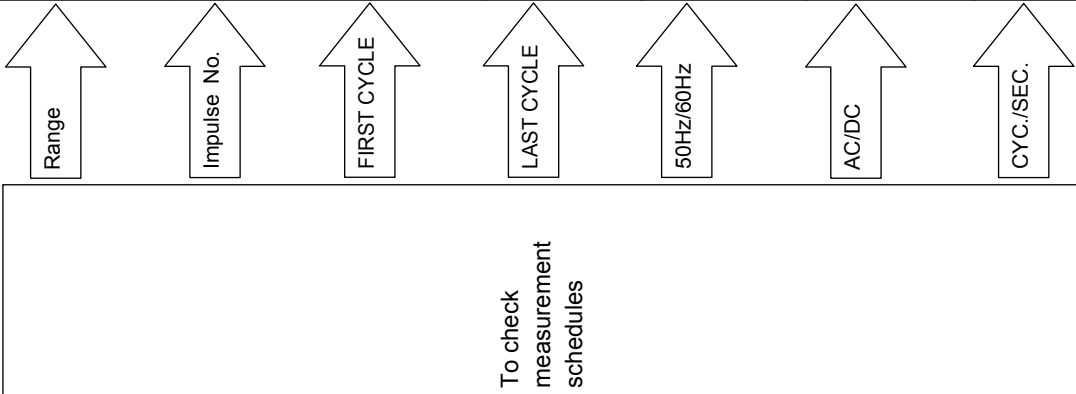 Range
Impulse No.
FIRST CYCLE
LAST CYCLE
50Hz/60Hz
AC/DC
CYC./SEC.
To check
measurement
schedules